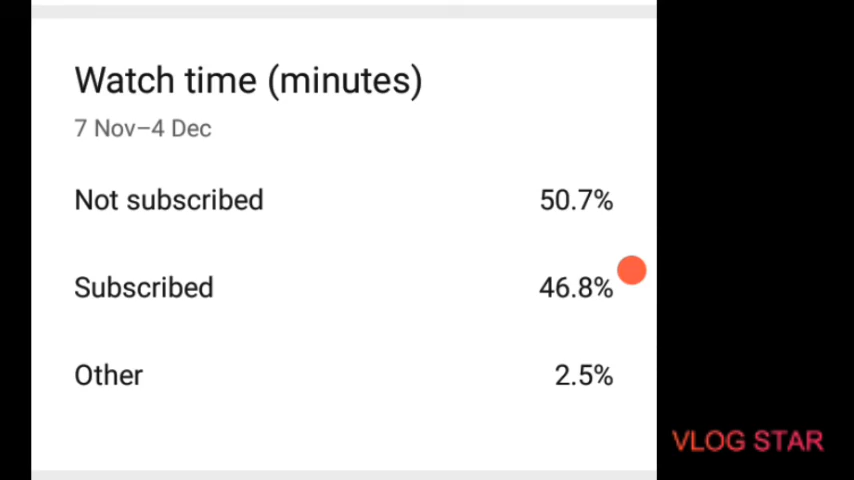 Watch time (minutes)
7 Nov–4 Dec
Not subscribed 50.7%
Subscribed 46.8%
Other 2.5%
VLOG STAR